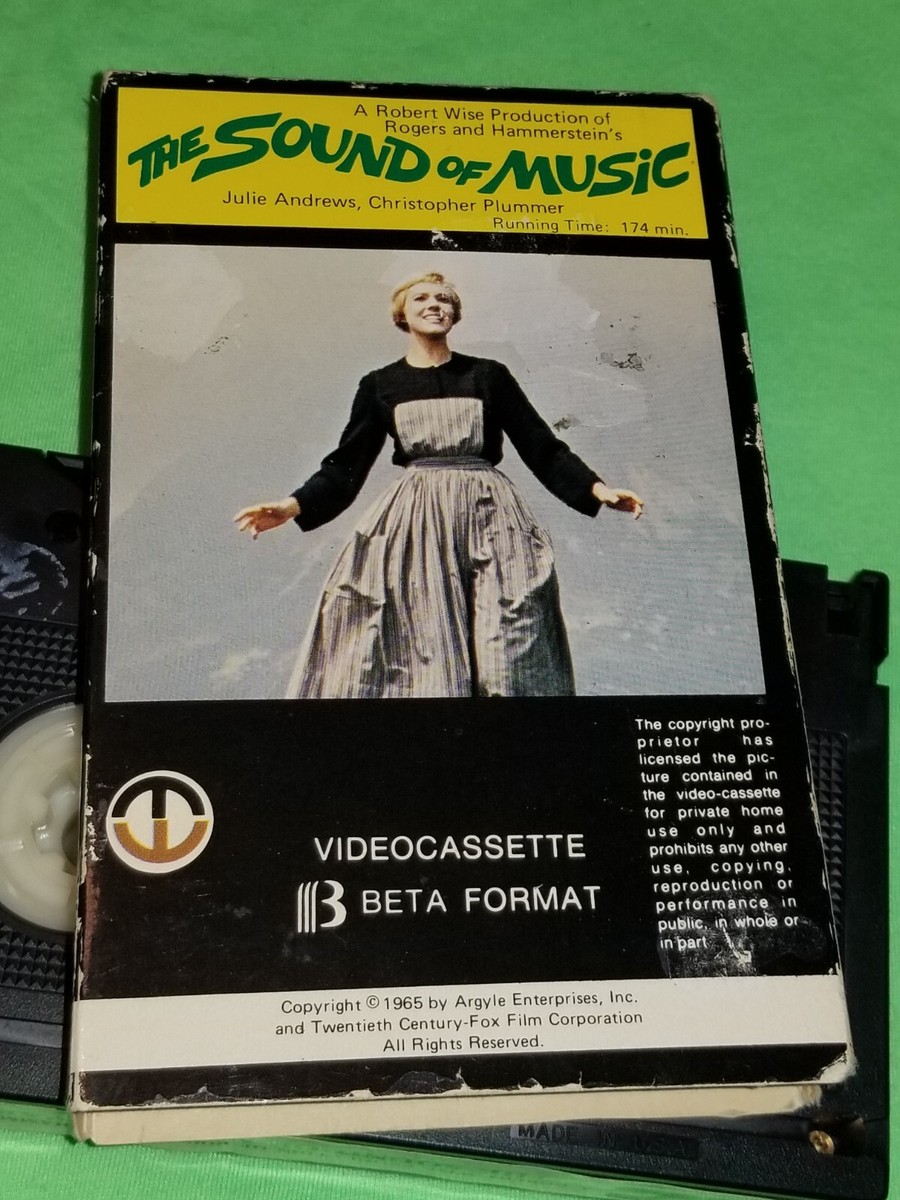 A Robert Wise Production of
Rogers and Hammerstein's
THE SOUND OF MUSIC
Julie Andrews, Christopher Plummer
Running Time: 174 min.
The copyright pro-
prietor has
licensed the pic-
ture contained in
the video-cassette
for private home
use only and
prohibits any other
use, copying,
reproduction or
performance in
public, in whole or
in part
VIDEOCASSETTE
B BETA FORMAT
Copyright © 1965 by Argyle Enterprises, Inc.
and Twentieth Century-Fox Film Corporation
All Rights Reserved.
MADE IN USA